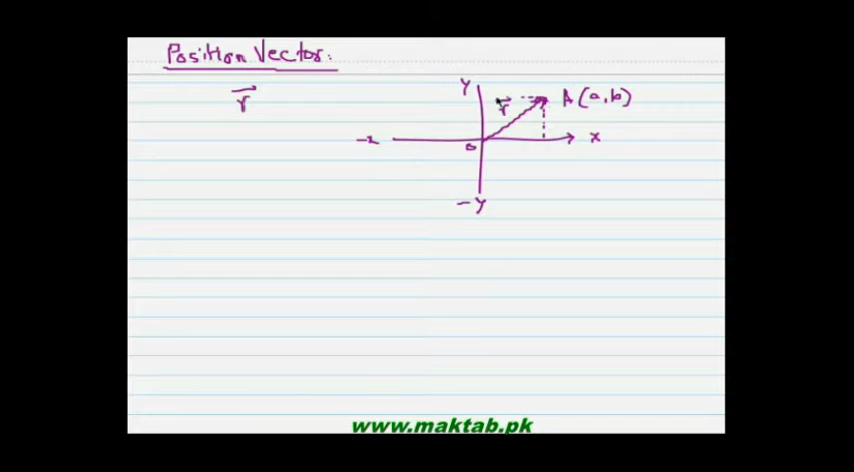 Position Vector:
r⃗
Y
r⃗ A(a,b)
-x o x
-y
www.maktab.pk